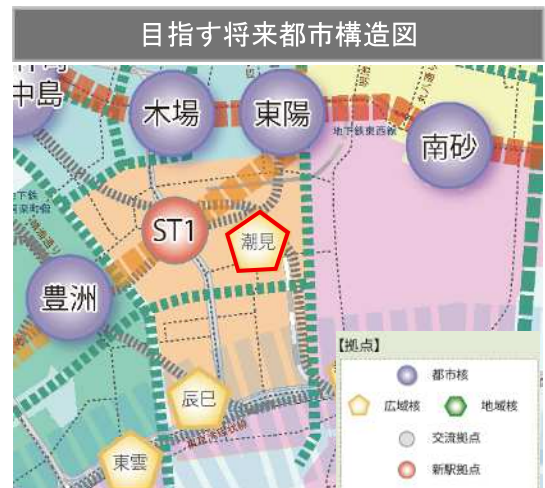 目指す将来都市構造図
中島
木場
東陽
南砂
地下鉄東西線
ST1
潮見
豊洲
辰巳
東雲
【拠点】
都市核
広域核
地域核
交流拠点
新駅拠点